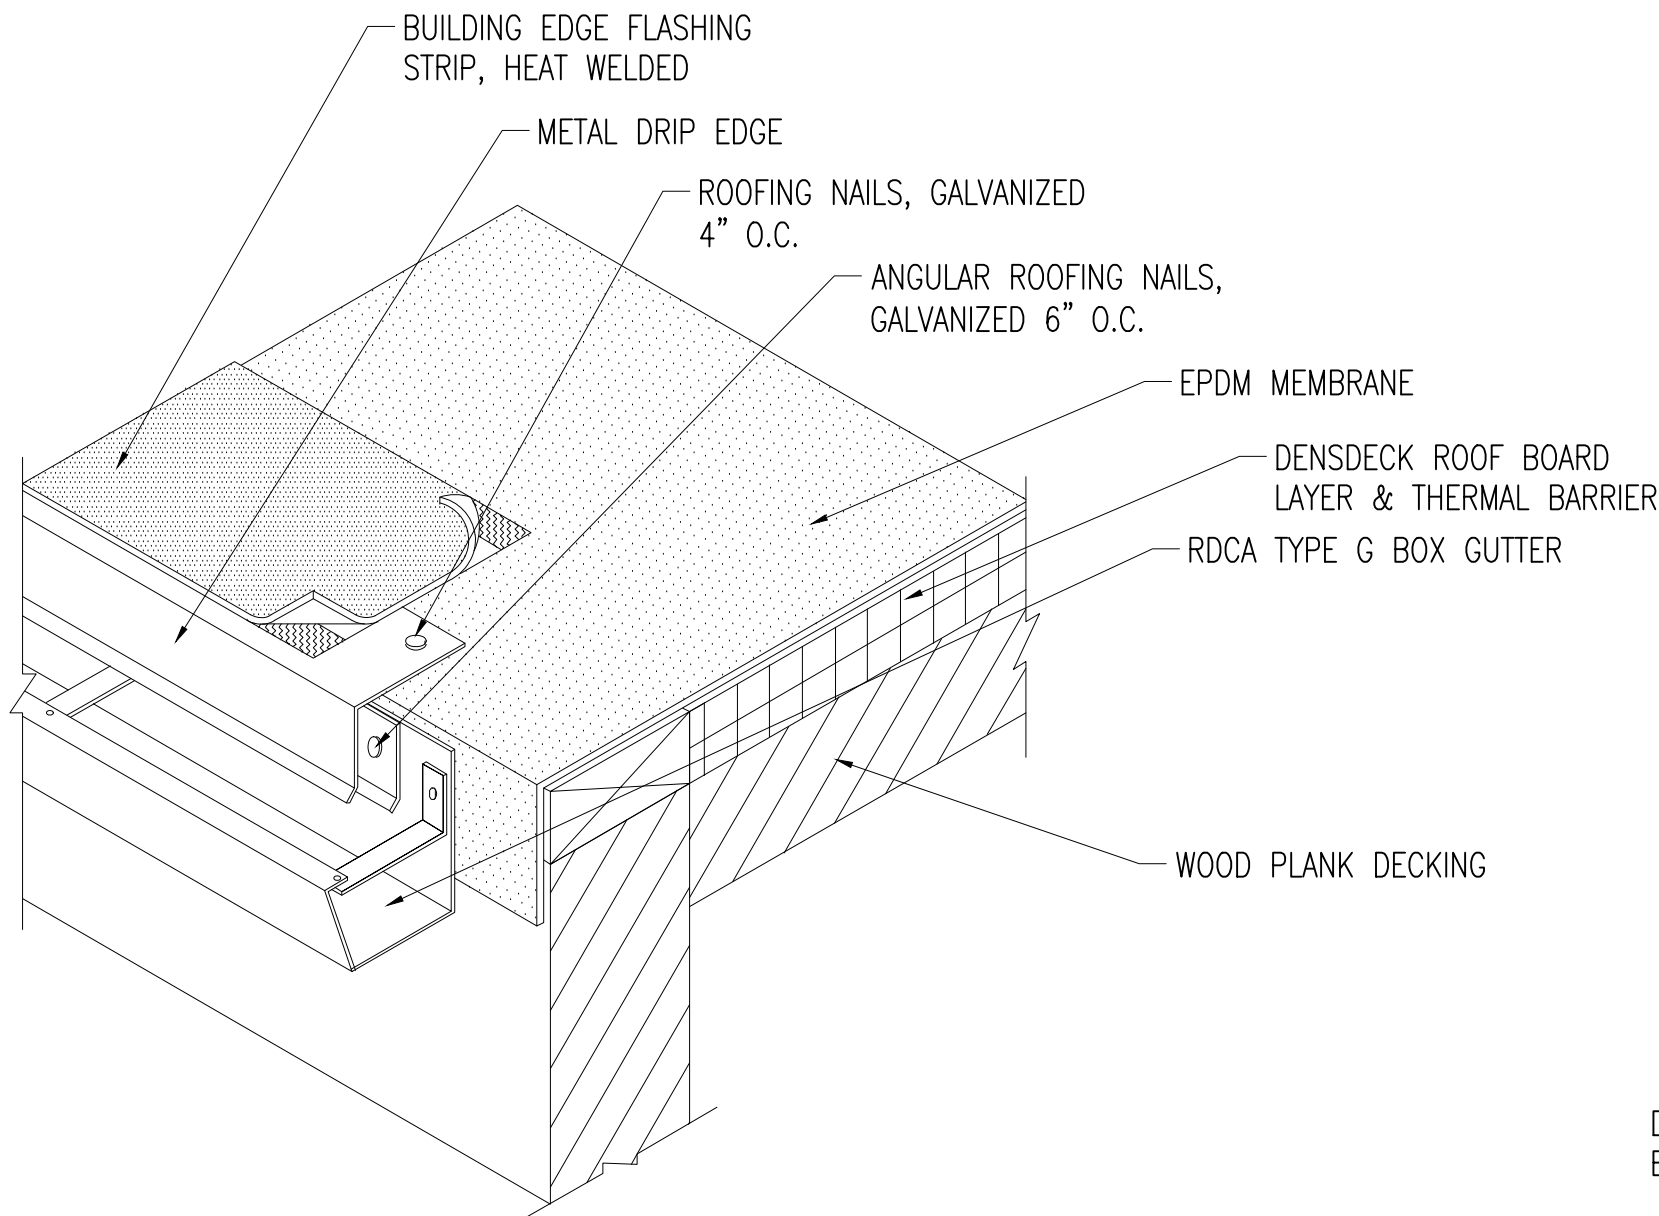 BUILDING EDGE FLASHING
STRIP, HEAT WELDED
METAL DRIP EDGE
ROOFING NAILS, GALVANIZED
4” O.C.
ANGULAR ROOFING NAILS,
GALVANIZED 6” O.C.
EPDM MEMBRANE
DENSDECK ROOF BOARD
LAYER & THERMAL BARRIER
RDCA TYPE G BOX GUTTER
WOOD PLANK DECKING